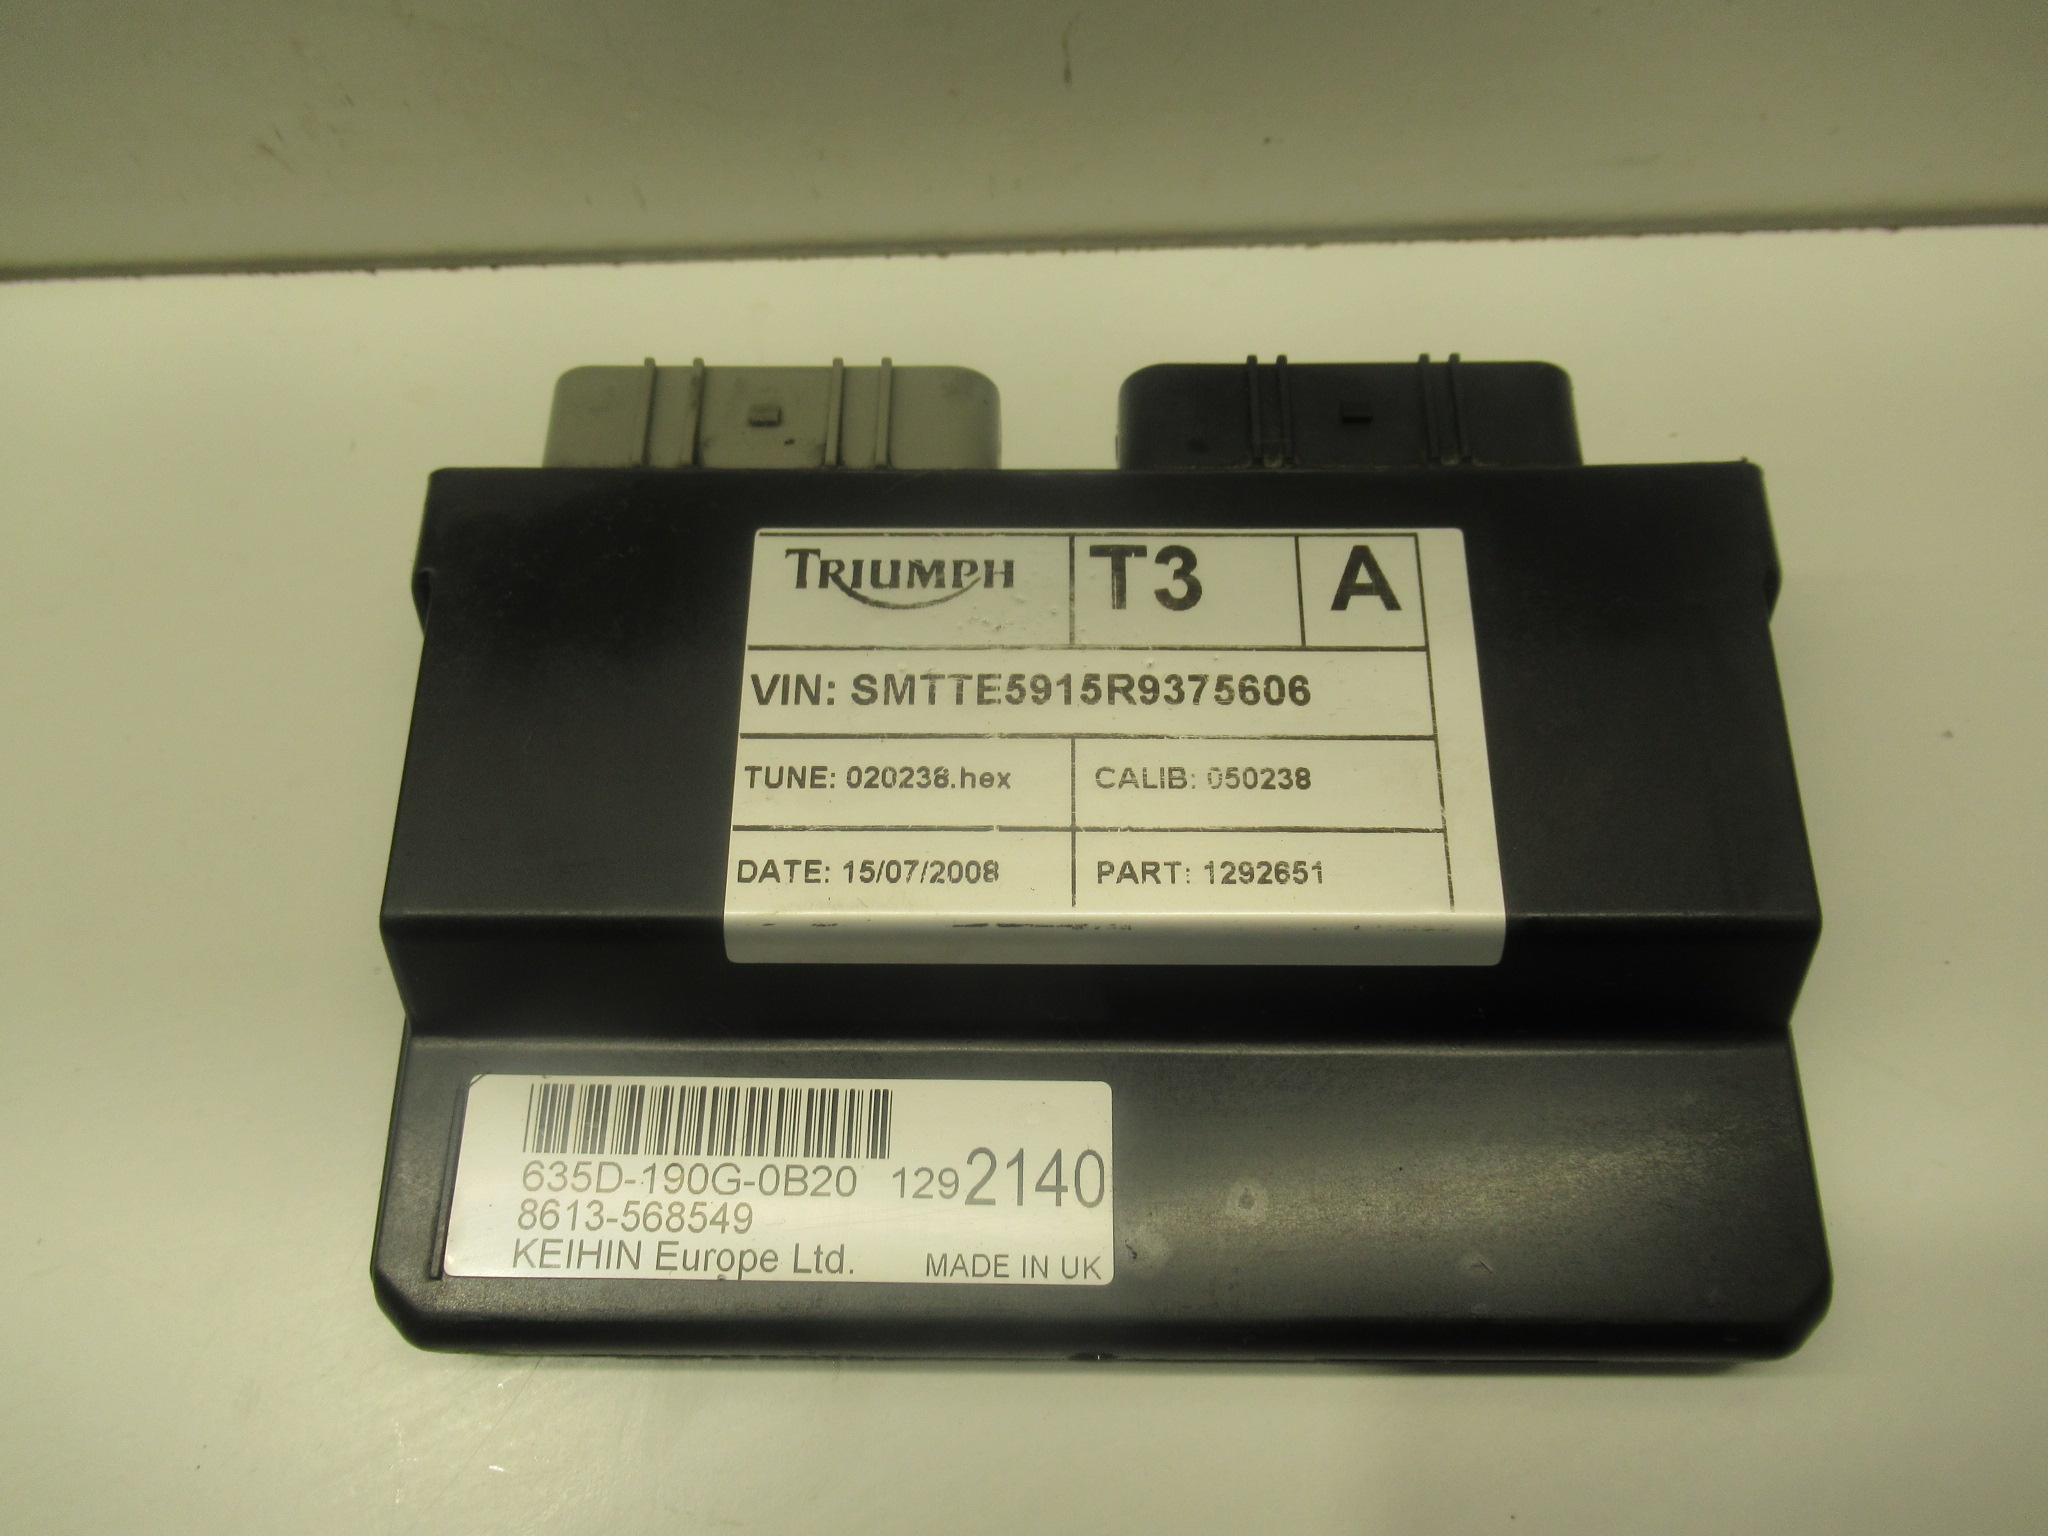 TRIUMPH T3 A
VIN: SMTTE5915R9375606
TUNE: 020238.hex CALIB: 050238
DATE: 15/07/2008 PART: 1292651
635D-190G-0B20 1292140
8613-568549
KEIHIN Europe Ltd. MADE IN UK